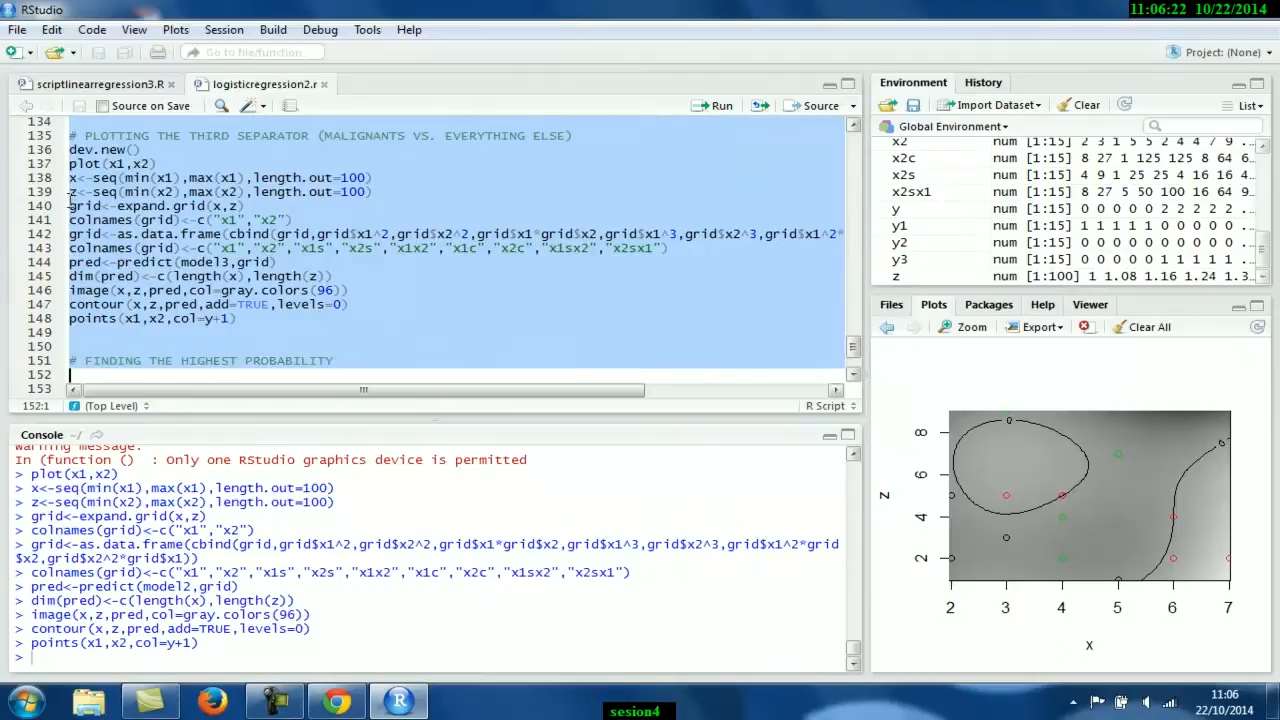 RStudio
11:06:22 10/22/2014
File Edit Code View Plots Session Build Debug Tools Help
Go to file/function
Project: (None)
scriptlinearregression3.R
logisticregression2.r
Source on Save
Run
Source
134
135 # PLOTTING THE THIRD SEPARATOR (MALIGNANTS VS. EVERYTHING ELSE)
136 dev.new()
137 plot(x1,x2)
138 x<-seq(min(x1),max(x1),length.out=100)
139 z<-seq(min(x2),max(x2),length.out=100)
140 grid<-expand.grid(x,z)
141 colnames(grid)<-c("x1","x2")
142 grid<-as.data.frame(cbind(grid,grid$x1^2,grid$x2^2,grid$x1*grid$x2,grid$x1^3,grid$x2^3,grid$x1^2*
143 colnames(grid)<-c("x1","x2","x1s","x2s","x1x2","x1c","x2c","x1sx2","x2sx1")
144 pred<-predict(model3,grid)
145 dim(pred)<-c(length(x),length(z))
146 image(x,z,pred,col=gray.colors(96))
147 contour(x,z,pred,add=TRUE,levels=0)
148 points(x1,x2,col=y+1)
149
150
151 # FINDING THE HIGHEST PROBABILITY
152
153
152:1 (Top Level) R Script
Console ~/
Warning message:
In (function () : Only one RStudio graphics device is permitted
> plot(x1,x2)
> x<-seq(min(x1),max(x1),length.out=100)
> z<-seq(min(x2),max(x2),length.out=100)
> grid<-expand.grid(x,z)
> colnames(grid)<-c("x1","x2")
> grid<-as.data.frame(cbind(grid,grid$x1^2,grid$x2^2,grid$x1*grid$x2,grid$x1^3,grid$x2^3,grid$x1^2*grid
$x2,grid$x2^2*grid$x1))
> colnames(grid)<-c("x1","x2","x1s","x2s","x1x2","x1c","x2c","x1sx2","x2sx1")
> pred<-predict(model2,grid)
> dim(pred)<-c(length(x),length(z))
> image(x,z,pred,col=gray.colors(96))
> contour(x,z,pred,add=TRUE,levels=0)
> points(x1,x2,col=y+1)
>
Environment History
Import Dataset Clear List
Global Environment
x2 num [1:15] 2 3 1 5 5 2 4 4 7 9 ..
x2c num [1:15] 8 27 1 125 125 8 64 6…
x2s num [1:15] 4 9 1 25 25 4 16 16 4…
x2sx1 num [1:15] 8 27 5 50 100 16 64 9…
y num [1:15] 0 0 0 0 0 2 2 2 2 2 ..
y1 num [1:15] 1 1 1 1 1 0 0 0 0 0 ..
y2 num [1:15] 0 0 0 0 0 0 0 0 0 0 ..
y3 num [1:15] 0 0 0 0 0 1 1 1 1 1 ..
z num [1:100] 1 1.08 1.16 1.24 1.3…
Files Plots Packages Help Viewer
Zoom Export Clear All
8
6
4
2
z
0
0
2 3 4 5 6 7
x
11:06
22/10/2014
sesion4